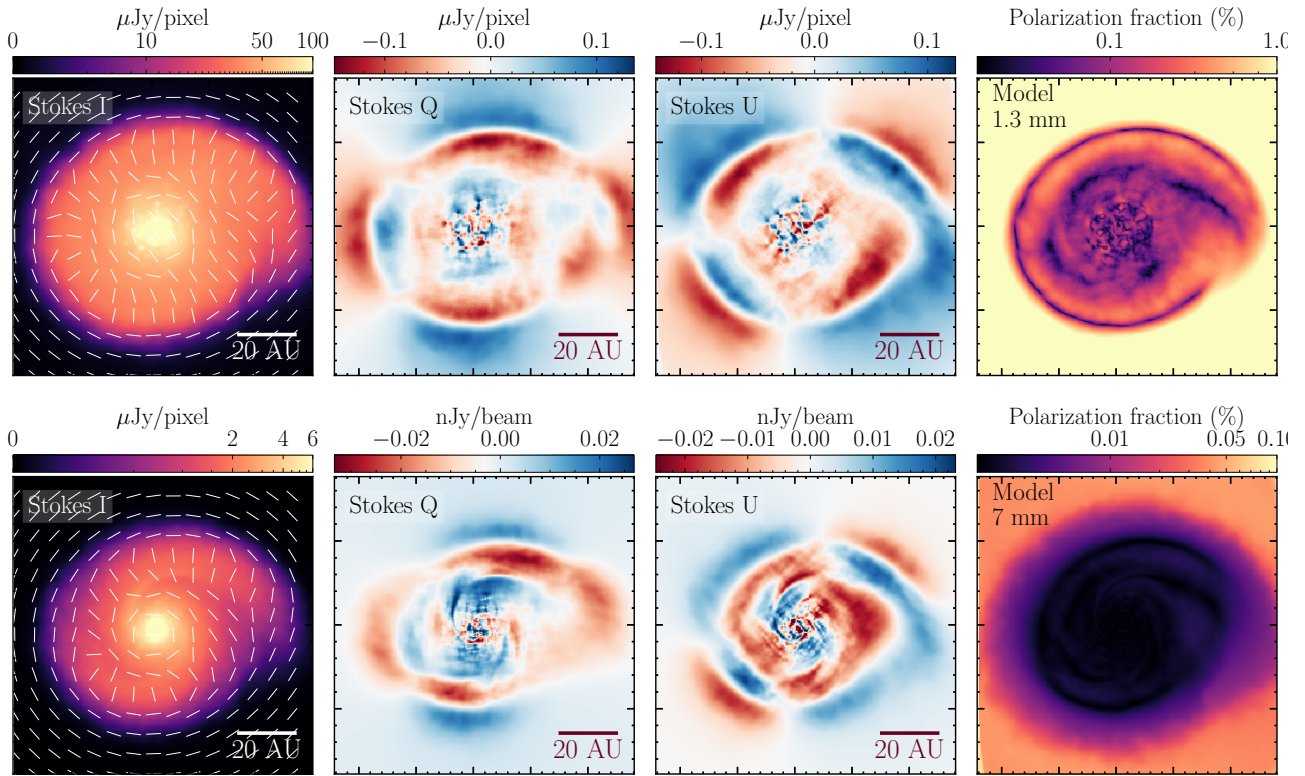 μJy/pixel μJy/pixel μJy/pixel Polarization fraction (%)
0 10 50 100 −0.1 0.0 0.1 −0.1 0.0 0.1 0.1 1.0
Stokes I Stokes Q Stokes U Model
1.3 mm
20 AU 20 AU 20 AU
μJy/pixel nJy/beam nJy/beam Polarization fraction (%)
0 2 4 6 −0.02 0.00 0.02 −0.02 −0.01 0.00 0.01 0.02 0.01 0.05 0.10
Stokes I Stokes Q Stokes U Model
7 mm
20 AU 20 AU 20 AU